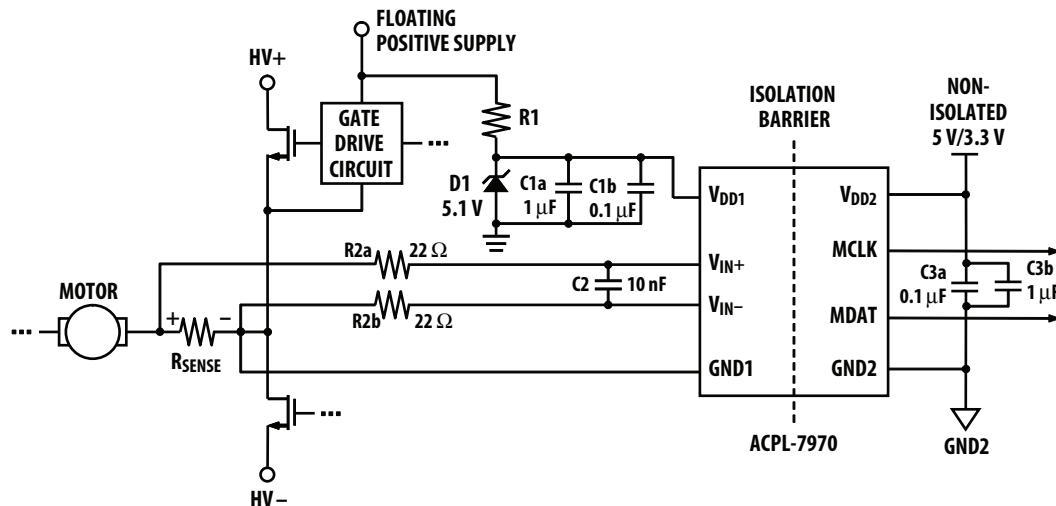 FLOATING
POSITIVE SUPPLY
HV+
GATE
DRIVE
CIRCUIT
...
R1
D1
5.1 V
C1a
1 μF
C1b
0.1 μF
ISOLATION
BARRIER
NON-
ISOLATED
5 V/3.3 V
VDD1
VDD2
R2a 22 Ω
C2 10 nF
VIN+
MCLK
C3a
0.1 μF
C3b
1 μF
MOTOR
...
+ −
RSENSE
R2b 22 Ω
VIN−
MDAT
GND1
GND2
...
HV−
ACPL-7970
GND2